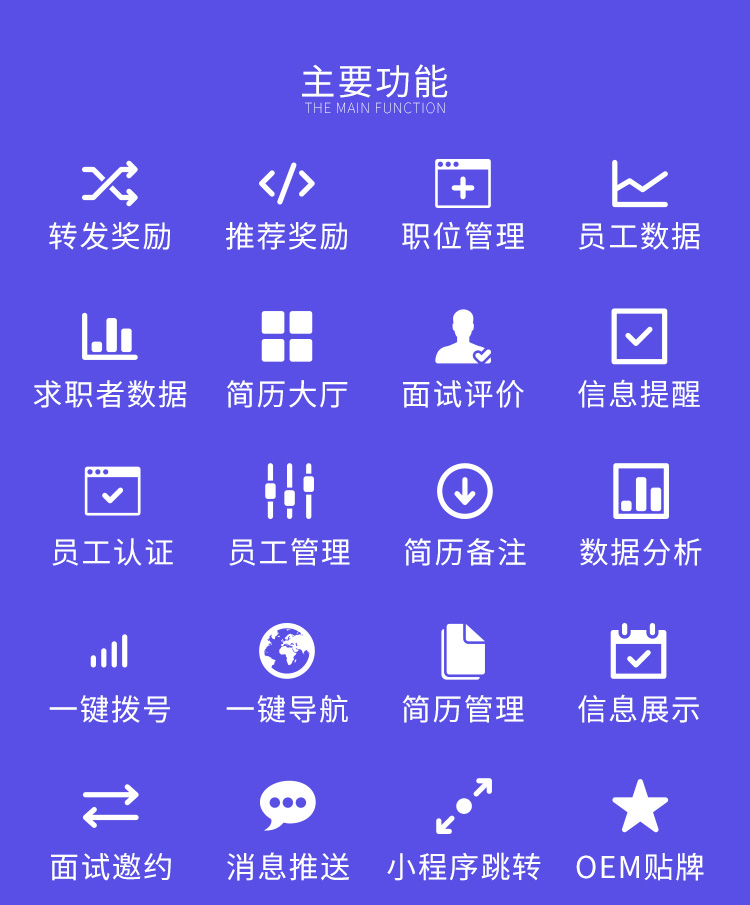 主要功能
THE MAIN FUNCTION
转发奖励 推荐奖励 职位管理 员工数据
求职者数据 简历大厅 面试评价 信息提醒
员工认证 员工管理 简历备注 数据分析
一键拨号 一键导航 简历管理 信息展示
面试邀约 消息推送 小程序跳转 OEM贴牌